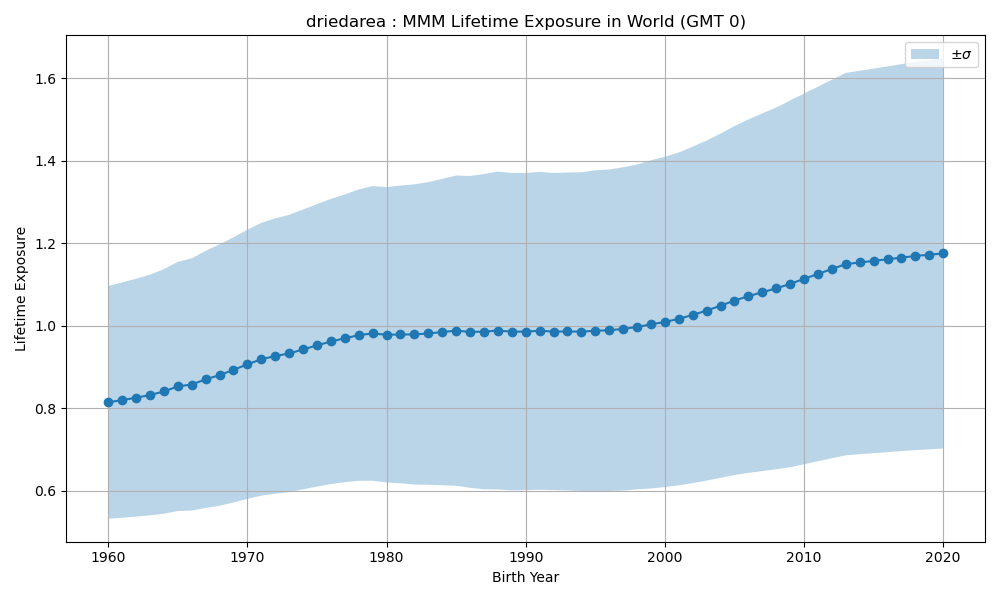 driedarea : MMM Lifetime Exposure in World (GMT 0)
±σ
1.6
1.4
1.2
1.0
0.8
0.6
Lifetime Exposure
1960 1970 1980 1990 2000 2010 2020
Birth Year